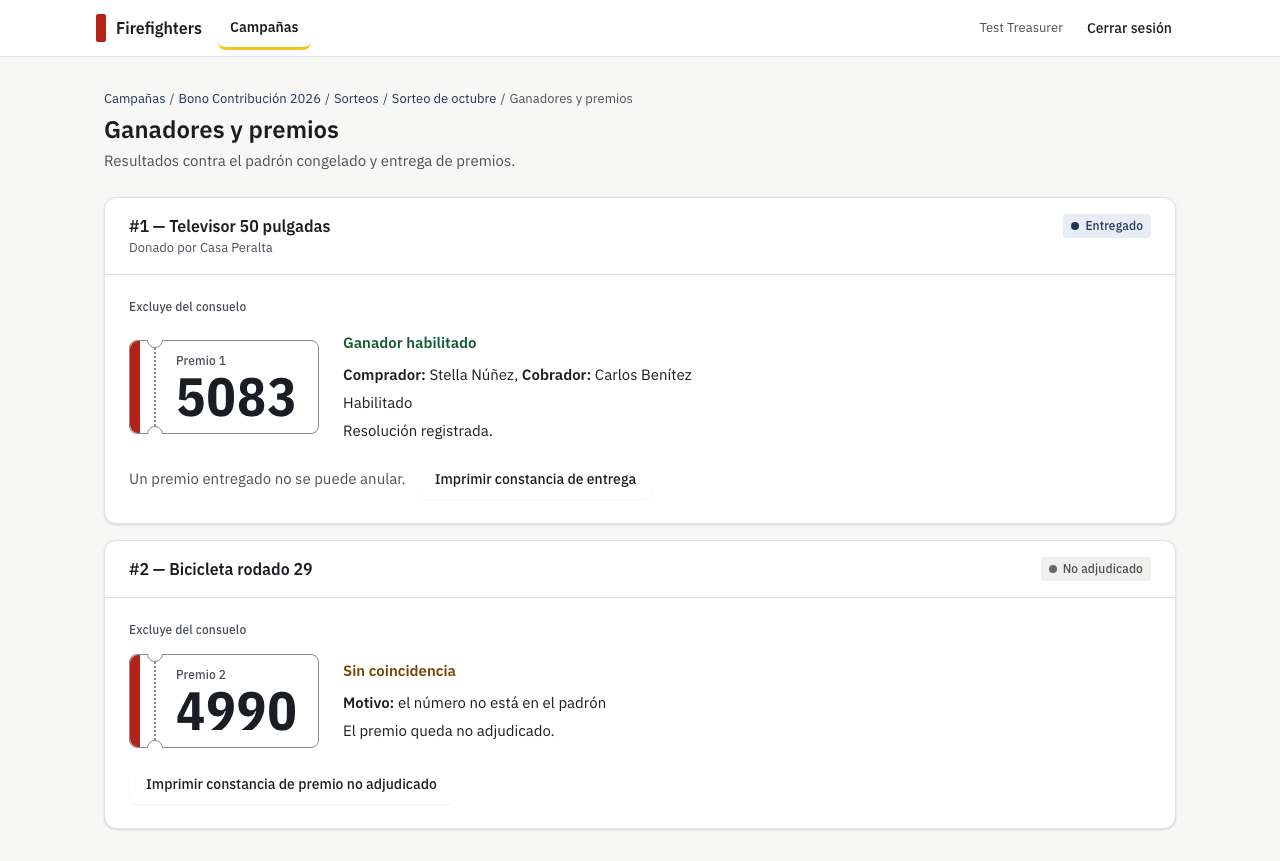 Firefighters
Campañas
Test Treasurer
Cerrar sesión
Campañas / Bono Contribución 2026 / Sorteos / Sorteo de octubre / Ganadores y premios
Ganadores y premios
Resultados contra el padrón congelado y entrega de premios.
#1 — Televisor 50 pulgadas
Entregado
Donado por Casa Peralta
Excluye del consuelo
Premio 1
5083
Ganador habilitado
Comprador: Stella Núñez, Cobrador: Carlos Benítez
Habilitado
Resolución registrada.
Un premio entregado no se puede anular.
Imprimir constancia de entrega
#2 — Bicicleta rodado 29
No adjudicado
Excluye del consuelo
Premio 2
4990
Sin coincidencia
Motivo: el número no está en el padrón
El premio queda no adjudicado.
Imprimir constancia de premio no adjudicado